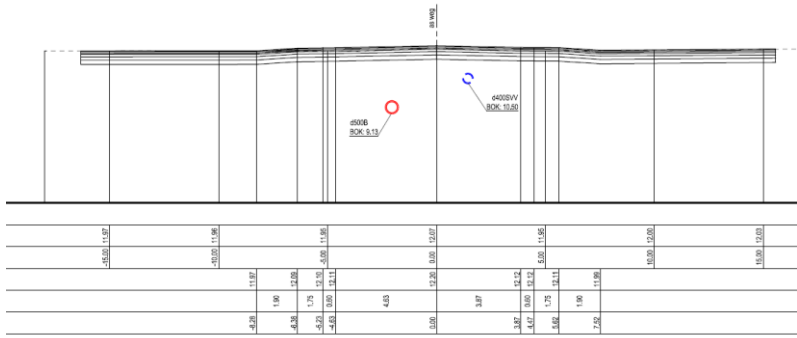 as weg
d500B
BOK: 9,13
d400SVV
BOK: 10,50
11,97 11,96 11,95 12,07 11,95 12,00 12,03
-15,00 -10,00 -5,00 0,00 5,00 10,00 15,00
11,97 12,09 12,10 12,11 12,20 12,12 12,12 12,11 11,99
1,90 1,75 0,60 4,63 3,87 0,60 1,75 1,90
-8,28 -6,38 -5,23 -4,63 0,00 3,87 4,47 5,62 7,52